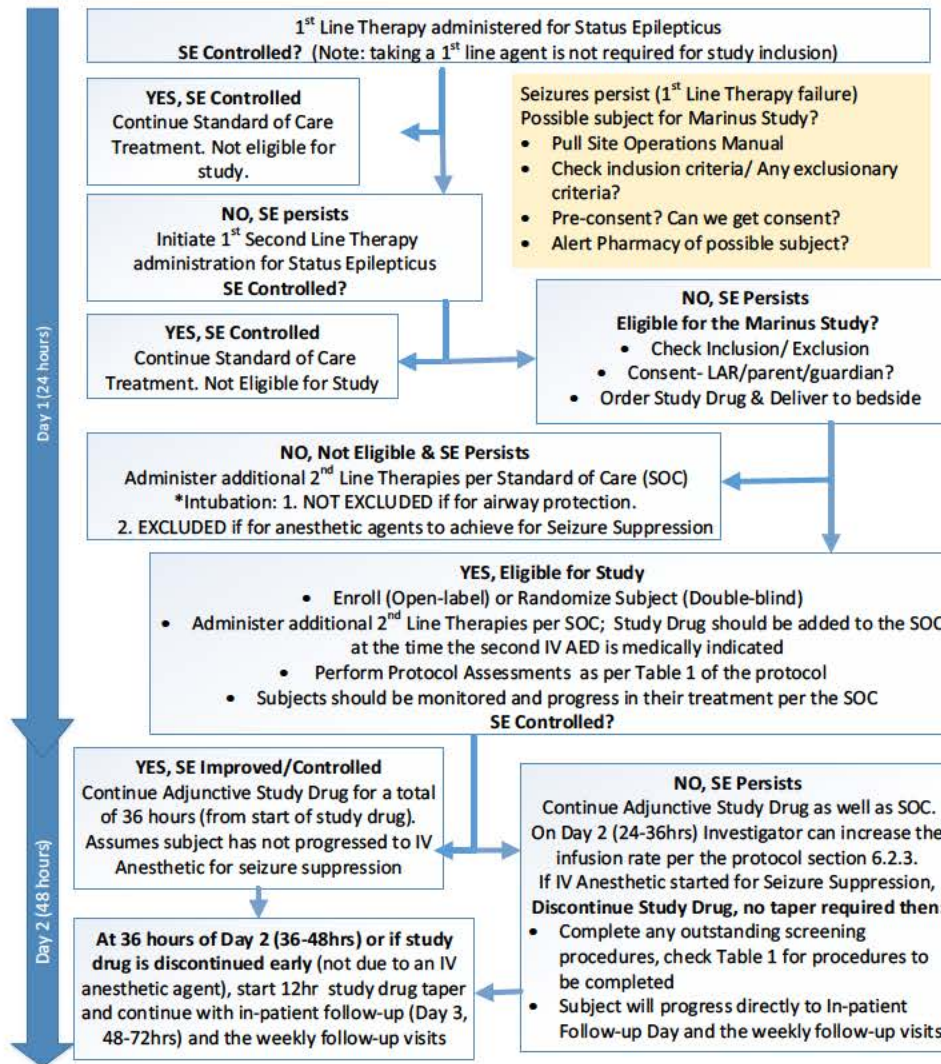 1st Line Therapy administered for Status Epilepticus
SE Controlled? (Note: taking a 1st line agent is not required for study inclusion)
YES, SE Controlled
Continue Standard of Care
Treatment. Not eligible for
study.
Seizures persist (1st Line Therapy failure)
Possible subject for Marinus Study?
• Pull Site Operations Manual
• Check inclusion criteria/ Any exclusionary
criteria?
• Pre-consent? Can we get consent?
• Alert Pharmacy of possible subject?
NO, SE persists
Initiate 1st Second Line Therapy
administration for Status Epilepticus
SE Controlled?
YES, SE Controlled
Continue Standard of Care
Treatment. Not Eligible for Study
NO, SE Persists
Eligible for the Marinus Study?
• Check Inclusion/ Exclusion
• Consent- LAR/parent/guardian?
• Order Study Drug & Deliver to bedside
Day 1 (24 hours)
NO, Not Eligible & SE Persists
Administer additional 2nd Line Therapies per Standard of Care (SOC)
*Intubation: 1. NOT EXCLUDED if for airway protection.
2. EXCLUDED if for anesthetic agents to achieve for Seizure Suppression
YES, Eligible for Study
• Enroll (Open-label) or Randomize Subject (Double-blind)
• Administer additional 2nd Line Therapies per SOC; Study Drug should be added to the SOC
at the time the second IV AED is medically indicated
• Perform Protocol Assessments as per Table 1 of the protocol
• Subjects should be monitored and progress in their treatment per the SOC
SE Controlled?
YES, SE Improved/Controlled
Continue Adjunctive Study Drug for a total
of 36 hours (from start of study drug).
Assumes subject has not progressed to IV
Anesthetic for seizure suppression
NO, SE Persists
Continue Adjunctive Study Drug as well as SOC.
On Day 2 (24-36hrs) Investigator can increase the
infusion rate per the protocol section 6.2.3.
If IV Anesthetic started for Seizure Suppression,
Discontinue Study Drug, no taper required then:
• Complete any outstanding screening
procedures, check Table 1 for procedures to
be completed
• Subject will progress directly to In-patient
Follow-up Day and the weekly follow-up visits
Day 2 (48 hours)
At 36 hours of Day 2 (36-48hrs) or if study
drug is discontinued early (not due to an IV
anesthetic agent), start 12hr study drug taper
and continue with in-patient follow-up (Day 3,
48-72hrs) and the weekly follow-up visits